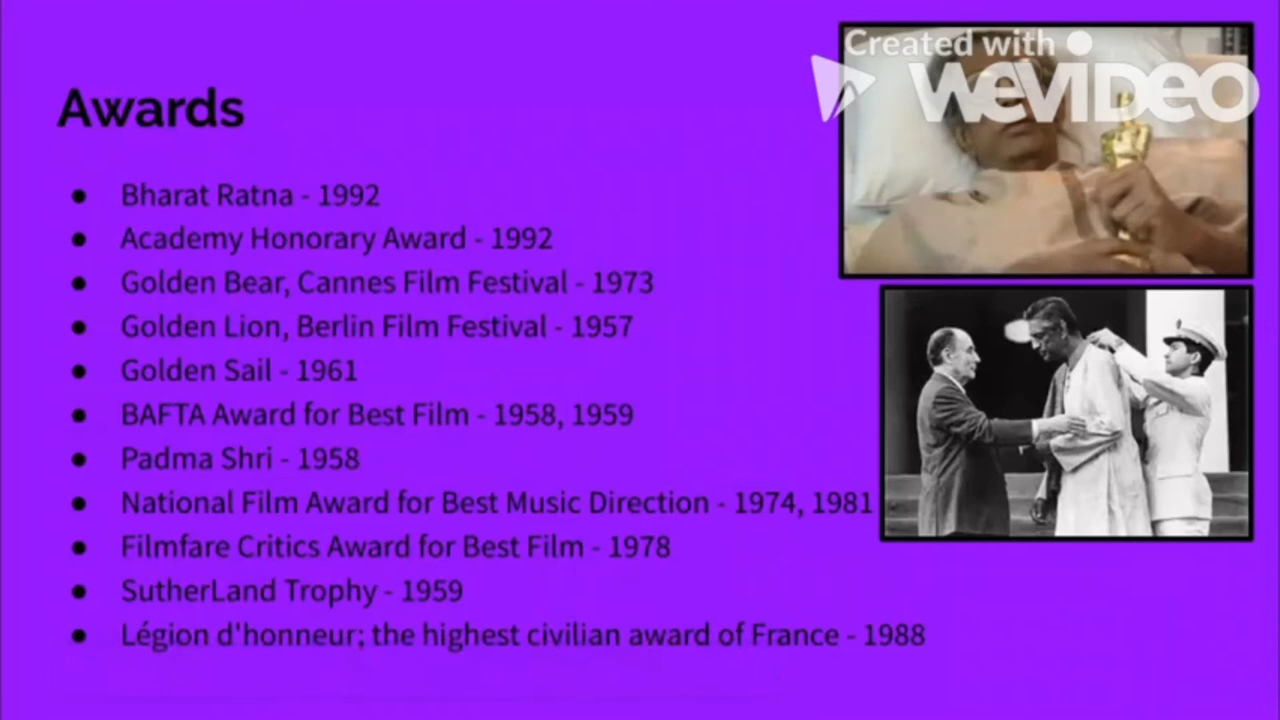 Created with
WEVIDEO
Awards
● Bharat Ratna - 1992
● Academy Honorary Award - 1992
● Golden Bear, Cannes Film Festival - 1973
● Golden Lion, Berlin Film Festival - 1957
● Golden Sail - 1961
● BAFTA Award for Best Film - 1958, 1959
● Padma Shri - 1958
● National Film Award for Best Music Direction - 1974, 1981
● Filmfare Critics Award for Best Film - 1978
● SutherLand Trophy - 1959
● Légion d'honneur; the highest civilian award of France - 1988